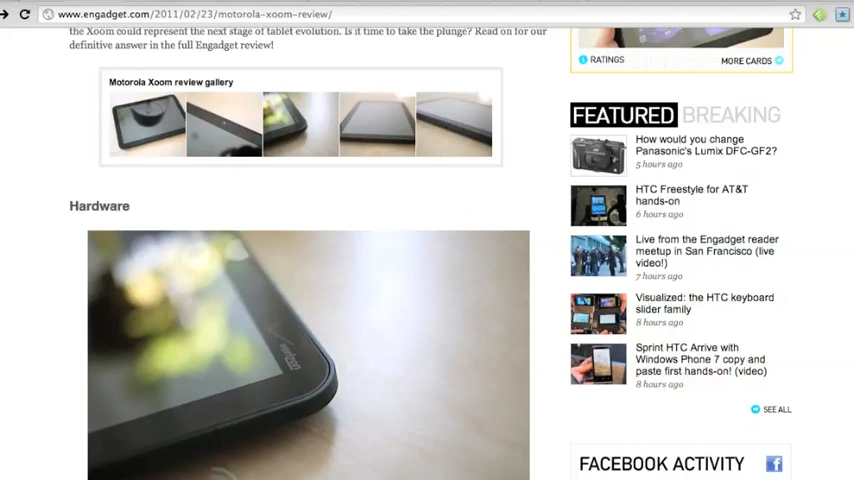 www.engadget.com/2011/02/23/motorola-xoom-review/
the Xoom could represent the next stage of tablet evolution. Is it time to take the plunge? Read on for our
definitive answer in the full Engadget review!
Motorola Xoom review gallery
Hardware
verizon
RATINGS
MORE CARDS
FEATURED BREAKING
How would you change
Panasonic's Lumix DFC-GF2?
5 hours ago
HTC Freestyle for AT&T
hands-on
6 hours ago
Live from the Engadget reader
meetup in San Francisco (live
video!)
7 hours ago
Visualized: the HTC keyboard
slider family
8 hours ago
Sprint HTC Arrive with
Windows Phone 7 copy and
paste first hands-on! (video)
8 hours ago
SEE ALL
FACEBOOK ACTIVITY